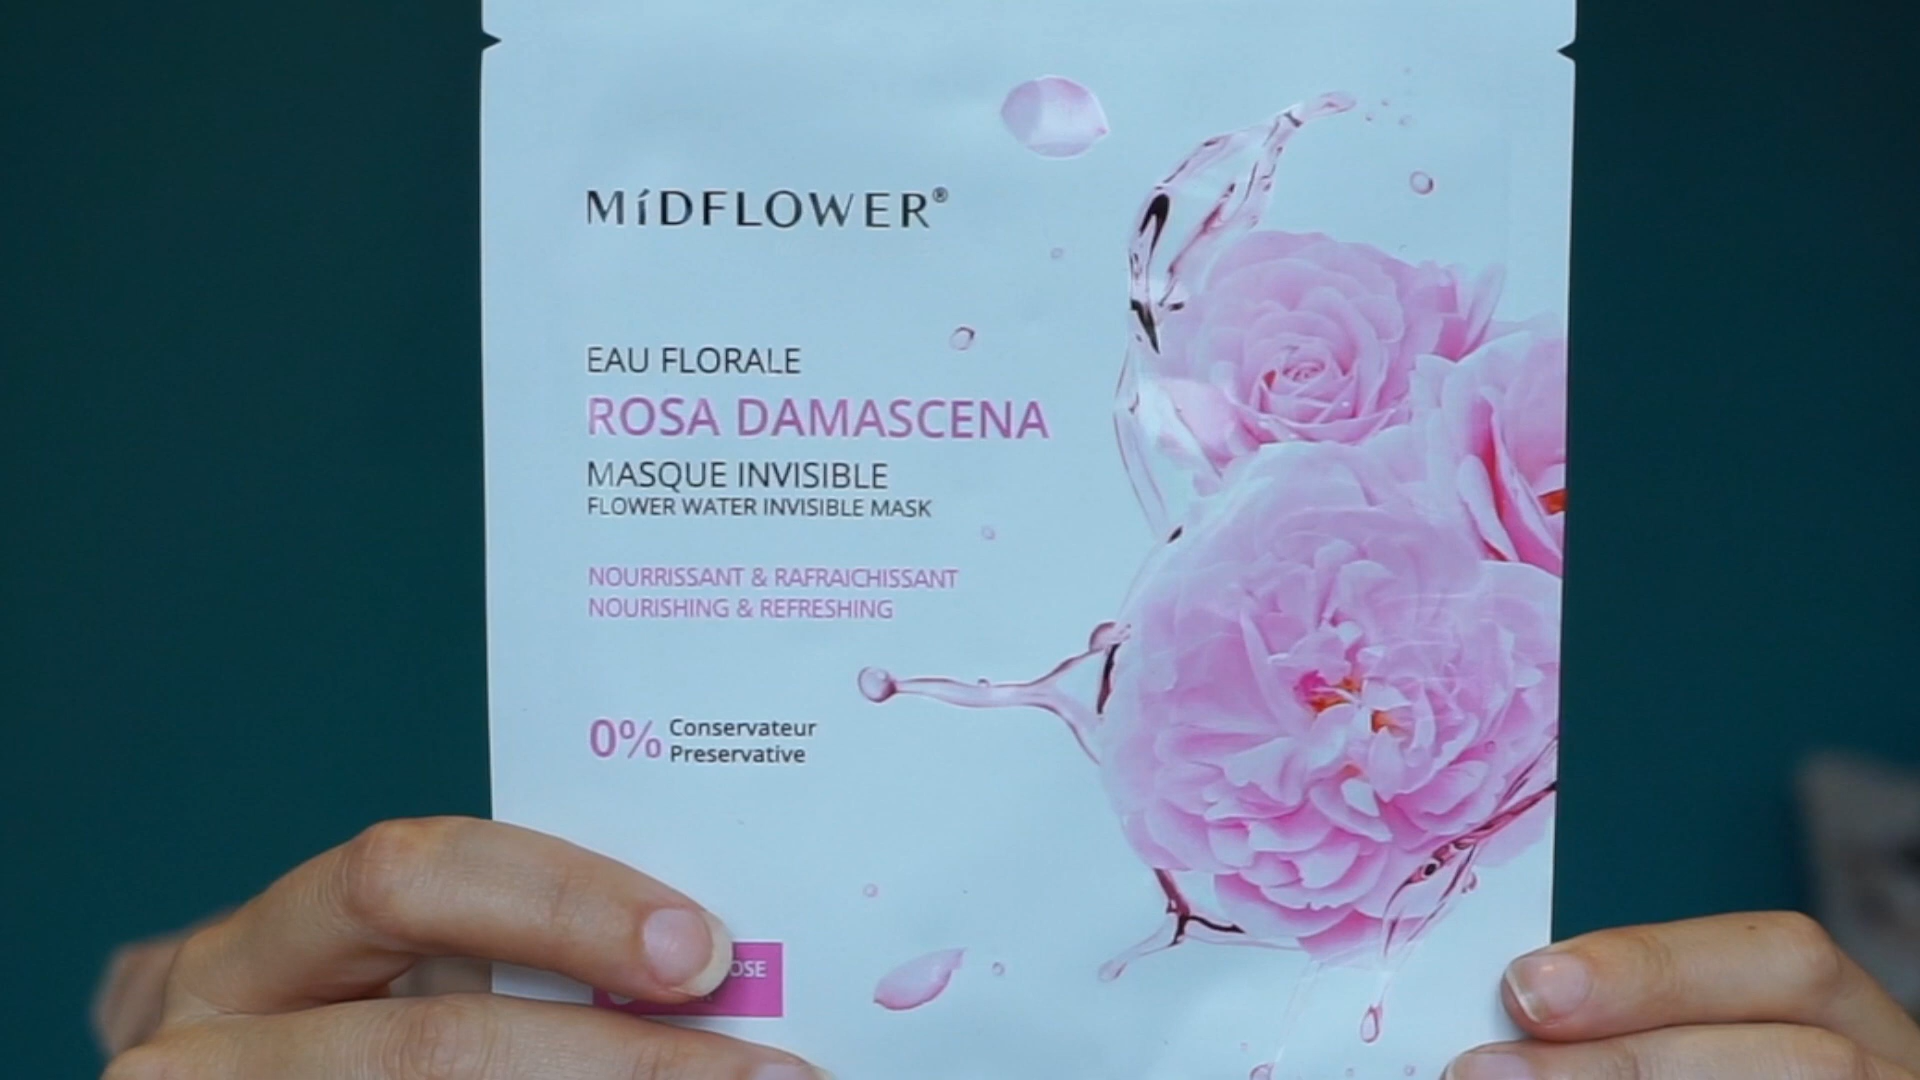 MíDFLOWER®
EAU FLORALE
ROSA DAMASCENA
MASQUE INVISIBLE
FLOWER WATER INVISIBLE MASK
NOURRISSANT & RAFRAICHISSANT
NOURISHING & REFRESHING
0% Conservateur
Preservative